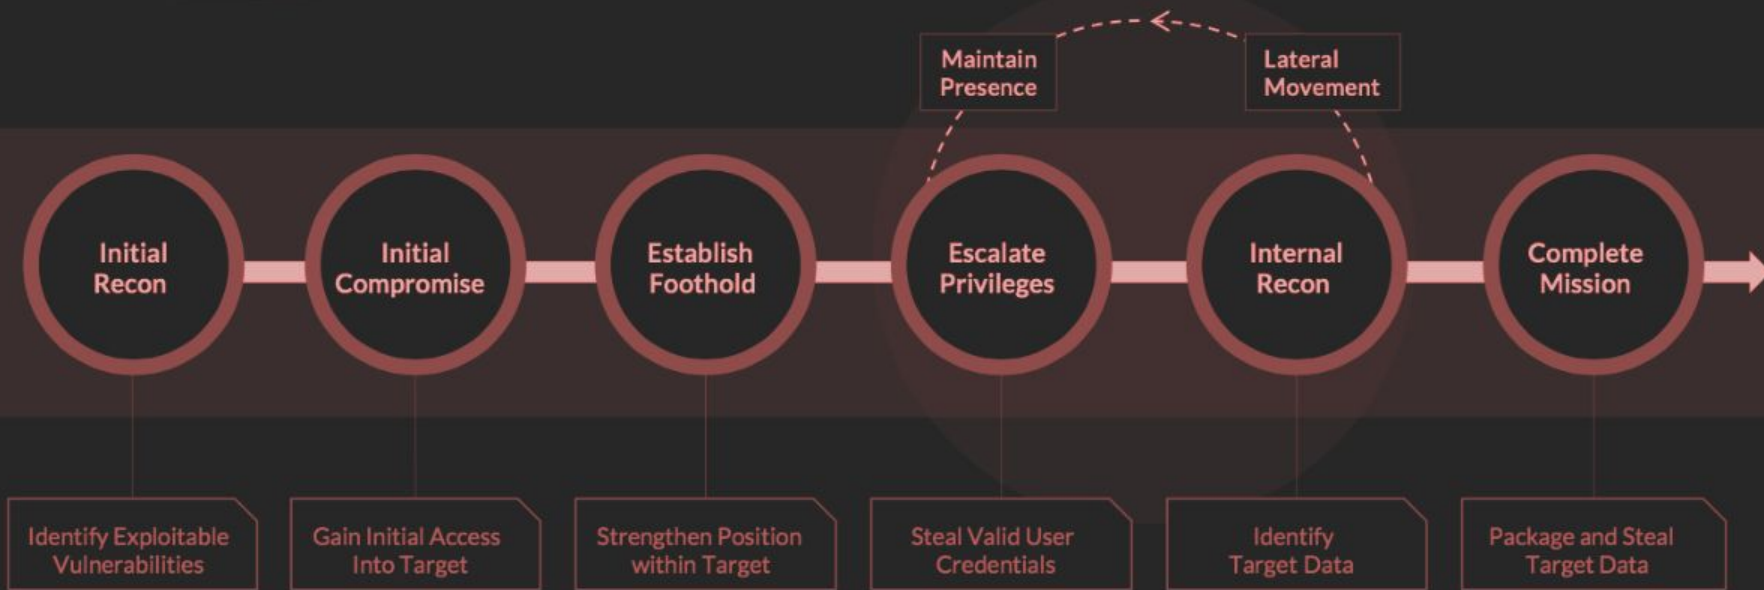 Maintain
Presence
Lateral
Movement
Initial
Recon
Initial
Compromise
Establish
Foothold
Escalate
Privileges
Internal
Recon
Complete
Mission
Identify Exploitable
Vulnerabilities
Gain Initial Access
Into Target
Strengthen Position
within Target
Steal Valid User
Credentials
Identify
Target Data
Package and Steal
Target Data